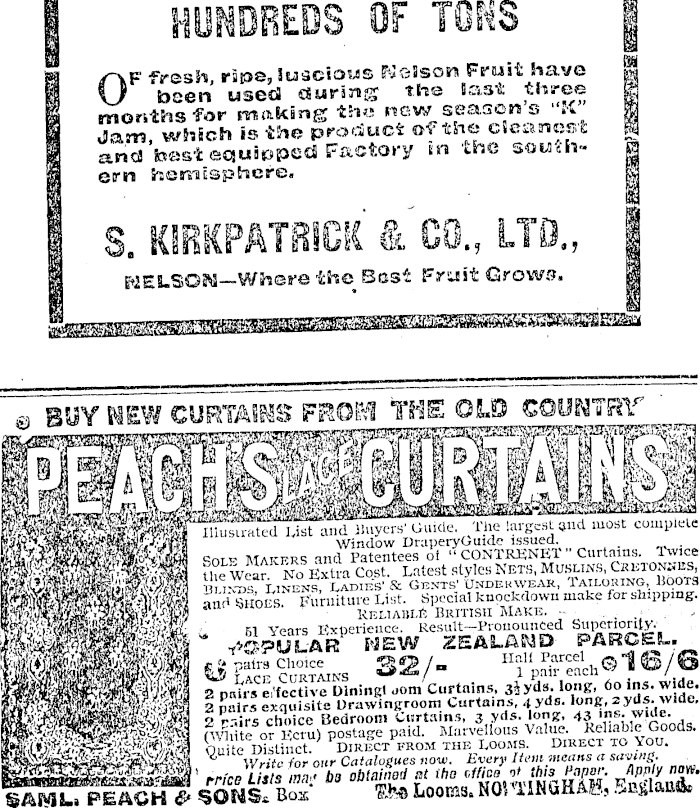 HUNDREDS OF TONS
OF fresh, ripe, luscious Nelson Fruit have
been used during the last three
months for making the new season's "K"
Jam, which is the product of the cleanest
and best equipped Factory in the south-
ern hemisphere.
S. KIRKPATRICK & CO., LTD.,
NELSON—Where the Best Fruit Grows.
BUY NEW CURTAINS FROM THE OLD COUNTRY
PEACH'S LACE CURTAINS
Illustrated List and Buyers' Guide. The largest and most complete
Window Drapery Guide issued.
SOLE MAKERS and Patentees of "CONTRENET" Curtains. Twice
the Wear. No Extra Cost. Latest styles NETS, MUSLINS, CRETONNES,
BLINDS, LINENS, LADIES' & GENTS' UNDERWEAR, TAILORING, BOOTS
and SHOES. Furniture List. Special knockdown make for shipping.
RELIABLE BRITISH MAKE.
51 Years Experience. Result—Pronounced Superiority.
POPULAR NEW ZEALAND PARCEL.
6 pairs Choice LACE CURTAINS 32/- Half Parcel 1 pair each 16/6
2 pairs effective Dining Room Curtains, 3½ yds. long, 60 ins. wide.
2 pairs exquisite Drawingroom Curtains, 4 yds. long, 2 yds. wide.
2 pairs choice Bedroom Curtains, 3 yds. long, 43 ins. wide.
(White or Ecru) postage paid. Marvellous Value. Reliable Goods.
Quite Distinct. DIRECT FROM THE LOOMS. DIRECT TO YOU.
Write for our Catalogues now. Every Item means a saving.
Price Lists may be obtained at the office of this Paper. Apply now.
SAML. PEACH & SONS. Box The Looms. NOTTINGHAM, England.